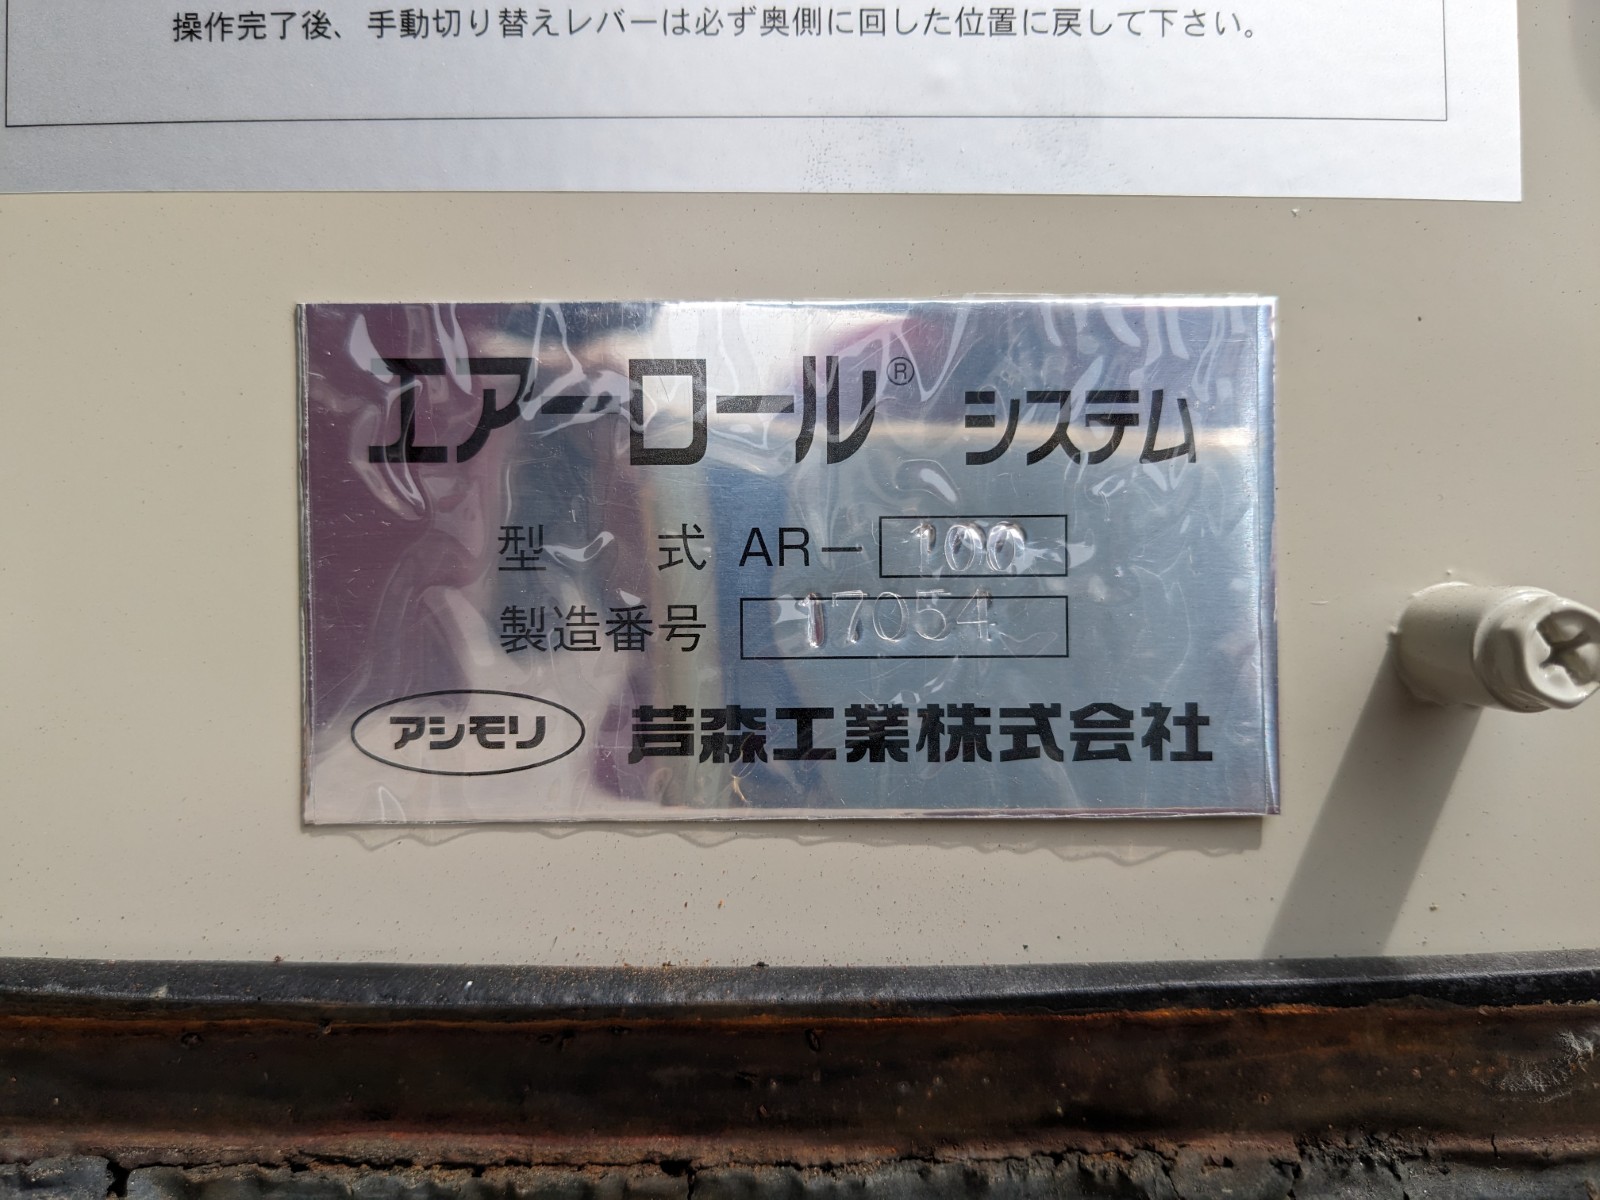 操作完了後、手動切り替えレバーは必ず奥側に回した位置に戻して下さい。
エアーロール® システム
型 式 AR－100
製造番号 17054
アシモリ 芦森工業株式会社